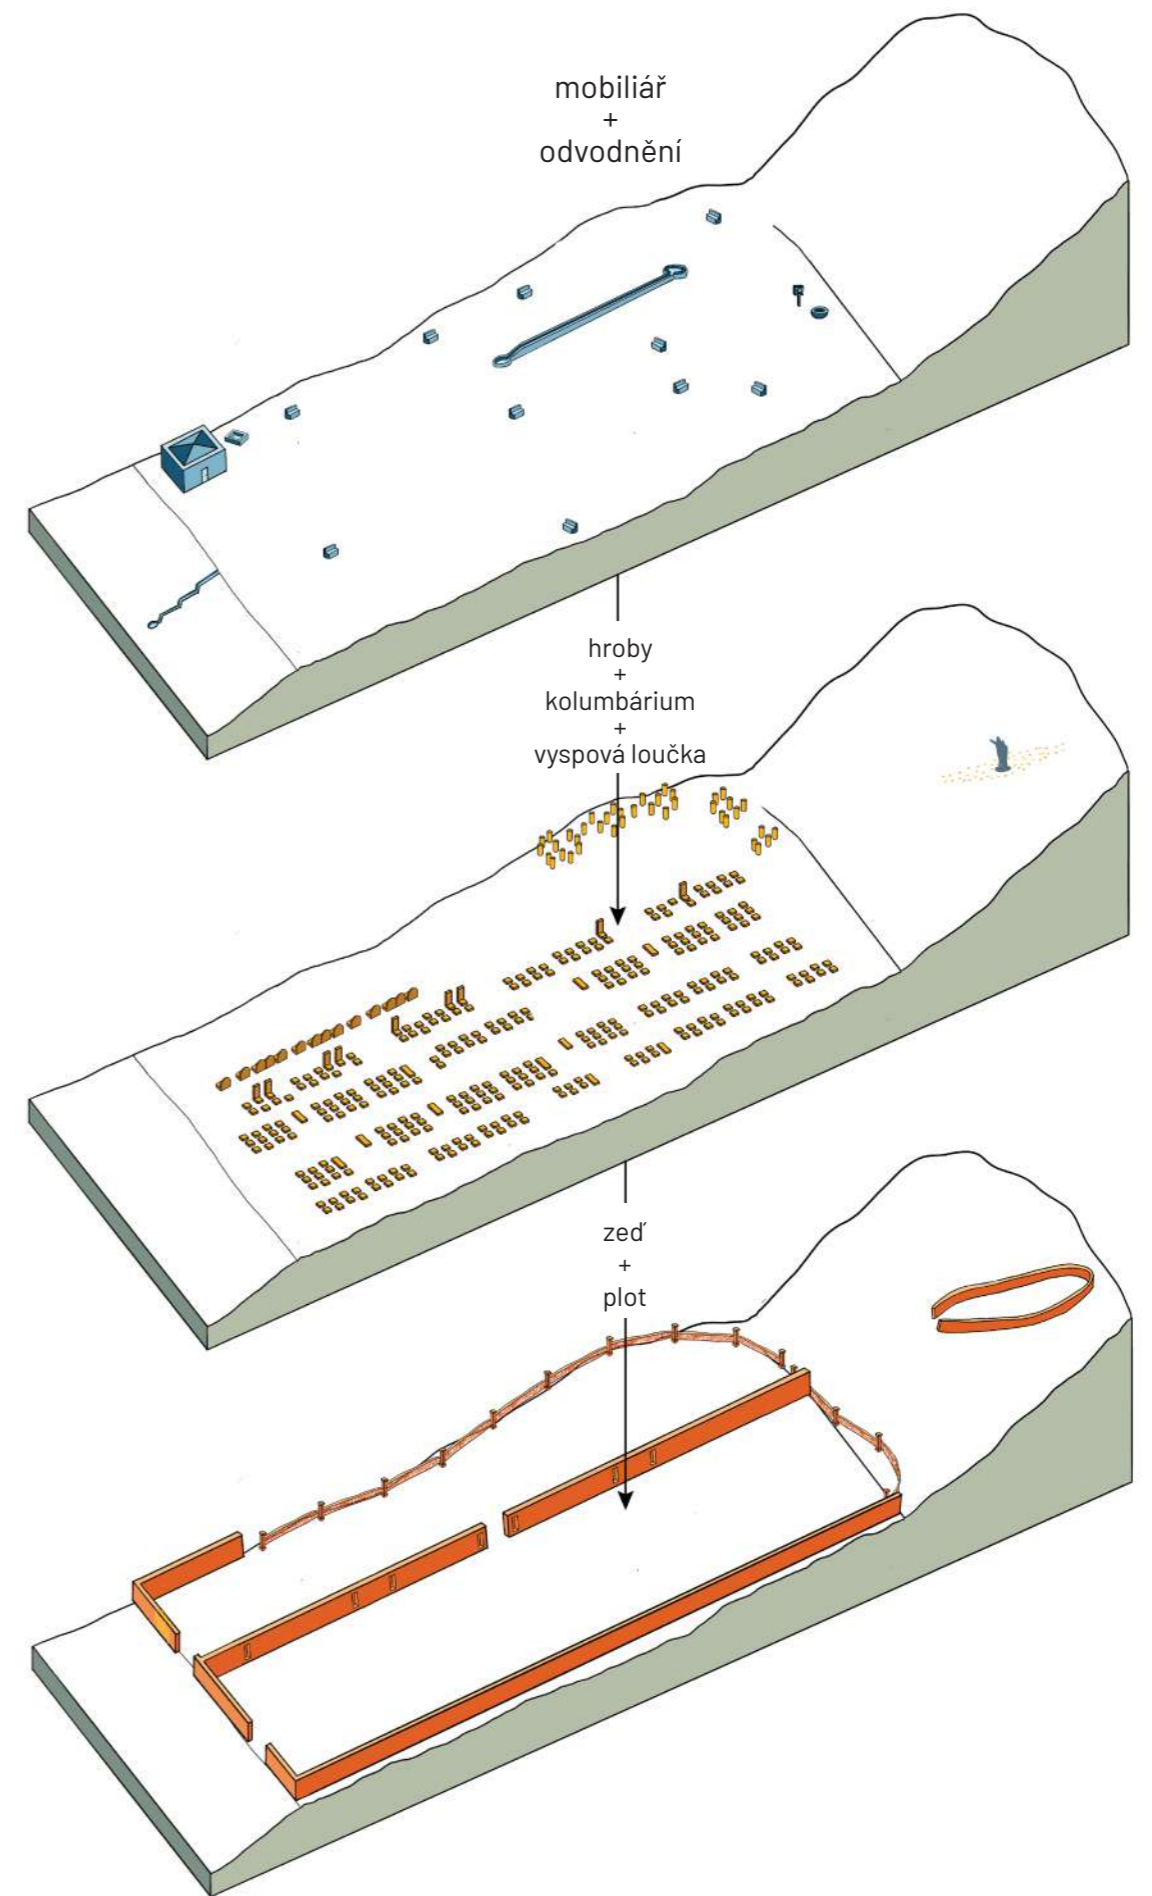 mobiliář
+
odvodnění
hroby
+
kolumbárium
+
vyspová loučka
zeď
+
plot